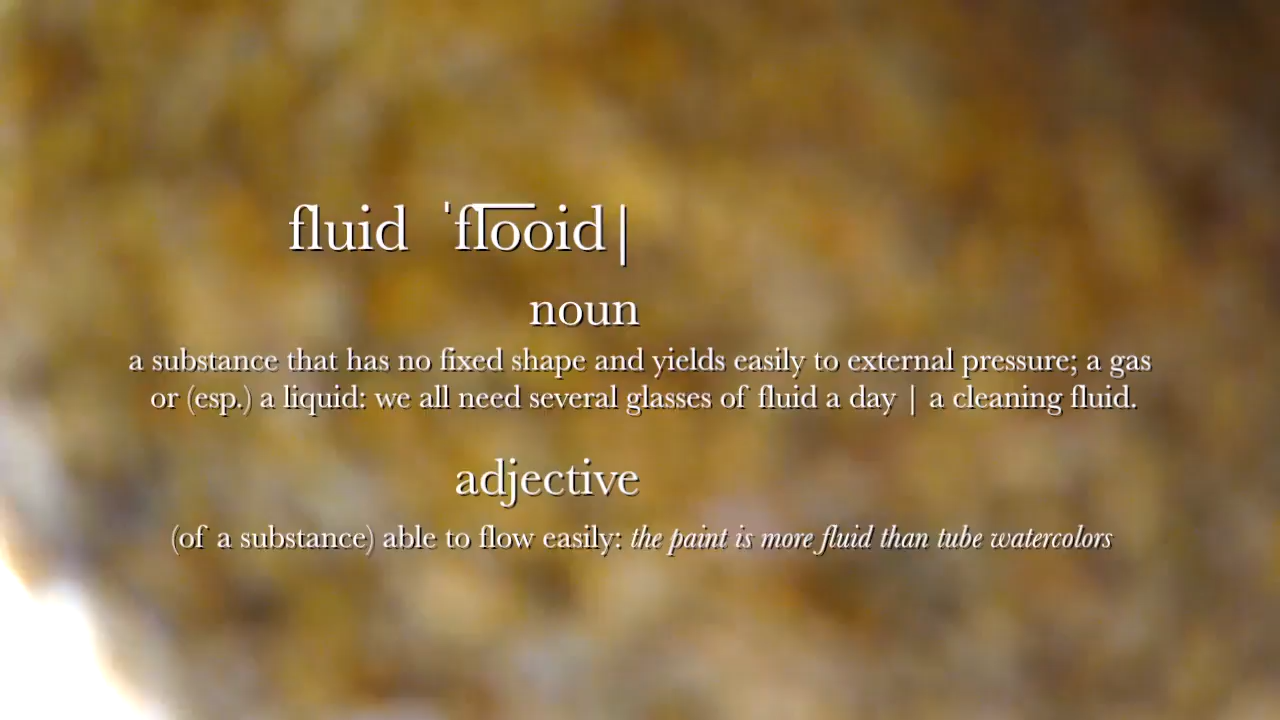 fluid ˈflo͞oid|
noun
a substance that has no fixed shape and yields easily to external pressure; a gas
or (esp.) a liquid: we all need several glasses of fluid a day | a cleaning fluid.
adjective
(of a substance) able to flow easily: the paint is more fluid than tube watercolors